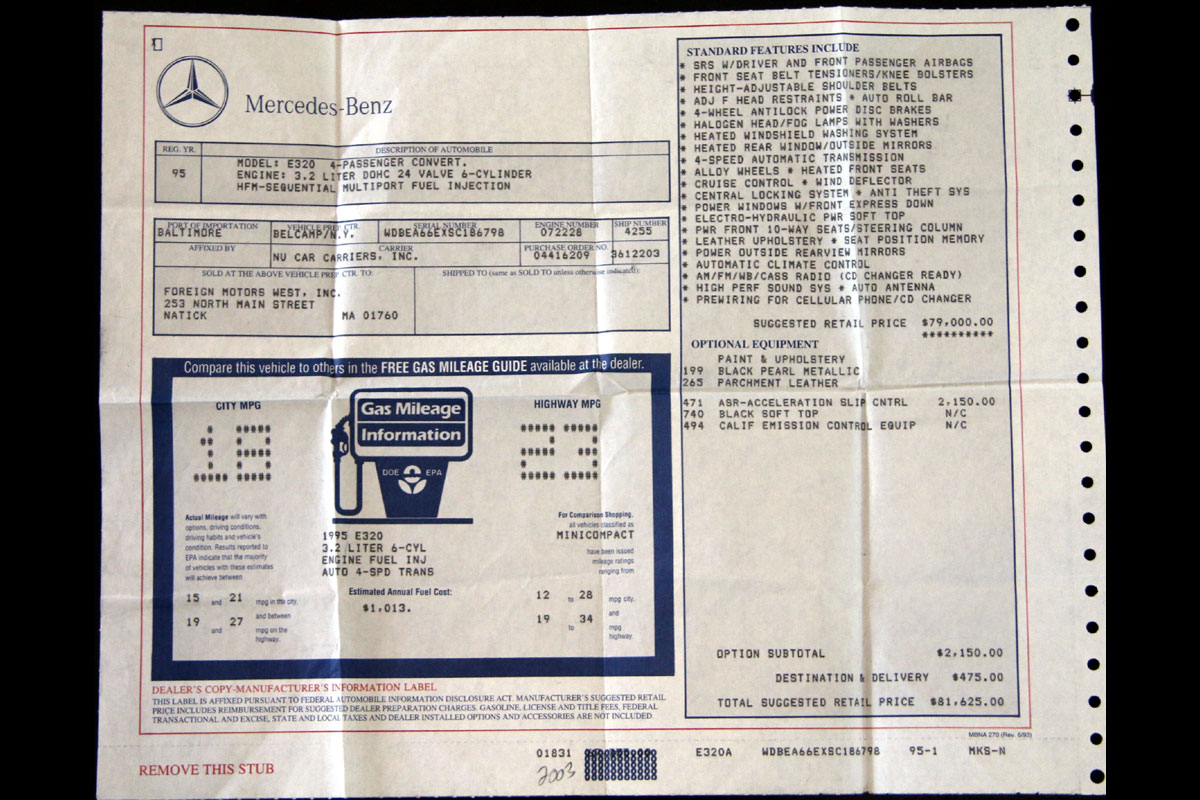 Mercedes-Benz
REG. YR.
DESCRIPTION OF AUTOMOBILE
95
MODEL: E320 4-PASSENGER CONVERT.
ENGINE: 3.2 LITER DOHC 24 VALVE 6-CYLINDER
HFM-SEQUENTIAL MULTIPORT FUEL INJECTION
PORT OF IMPORTATION
BALTIMORE
VEHICLE PREP CTR.
BELCAMP/N.Y.
SERIAL NUMBER
WDBEA66EXSC186798
ENGINE NUMBER
072228
SHIP NUMBER
4255
AFFIXED BY
CARRIER
NU CAR CARRIERS, INC.
PURCHASE ORDER NO.
04416209
3612203
SOLD AT THE ABOVE VEHICLE PREP CTR. TO:
FOREIGN MOTORS WEST, INC.
253 NORTH MAIN STREET
NATICK MA 01760
SHIPPED TO (same as SOLD TO unless otherwise indicated):
Compare this vehicle to others in the FREE GAS MILEAGE GUIDE available at the dealer.
CITY MPG
18
Gas Mileage
Information
DOE EPA
HIGHWAY MPG
23
Actual Mileage will vary with
options, driving conditions,
driving habits and vehicle's
condition. Results reported to
EPA indicate that the majority
of vehicles with these estimates
will achieve between
15 and 21 mpg in the city,
and between
19 and 27 mpg on the
highway.
1995 E320
3.2 LITER 6-CYL
ENGINE FUEL INJ
AUTO 4-SPD TRANS
Estimated Annual Fuel Cost:
$1,013.
For Comparison Shopping,
all vehicles classified as
MINICOMPACT
have been issued
mileage ratings
ranging from
12 to 28 mpg city,
and
19 to 34 mpg
highway.
DEALER'S COPY-MANUFACTURER'S INFORMATION LABEL
THIS LABEL IS AFFIXED PURSUANT TO FEDERAL AUTOMOBILE INFORMATION DISCLOSURE ACT. MANUFACTURER'S SUGGESTED RETAIL
PRICE INCLUDES REIMBURSEMENT FOR SUGGESTED DEALER PREPARATION CHARGES. GASOLINE, LICENSE AND TITLE FEES, FEDERAL
TRANSACTIONAL AND EXCISE, STATE AND LOCAL TAXES AND DEALER INSTALLED OPTIONS AND ACCESSORIES ARE NOT INCLUDED.
STANDARD FEATURES INCLUDE
* SRS W/DRIVER AND FRONT PASSENGER AIRBAGS
* FRONT SEAT BELT TENSIONERS/KNEE BOLSTERS
* HEIGHT-ADJUSTABLE SHOULDER BELTS
* ADJ F HEAD RESTRAINTS * AUTO ROLL BAR
* 4-WHEEL ANTILOCK POWER DISC BRAKES
* HALOGEN HEAD/FOG LAMPS WITH WASHERS
* HEATED WINDSHIELD WASHING SYSTEM
* HEATED REAR WINDOW/OUTSIDE MIRRORS
* 4-SPEED AUTOMATIC TRANSMISSION
* ALLOY WHEELS * HEATED FRONT SEATS
* CRUISE CONTROL * WIND DEFLECTOR
* CENTRAL LOCKING SYSTEM * ANTI THEFT SYS
* POWER WINDOWS W/FRONT EXPRESS DOWN
* ELECTRO-HYDRAULIC PWR SOFT TOP
* PWR FRONT 10-WAY SEATS/STEERING COLUMN
* LEATHER UPHOLSTERY * SEAT POSITION MEMORY
* POWER OUTSIDE REARVIEW MIRRORS
* AUTOMATIC CLIMATE CONTROL
* AM/FM/WB/CASS RADIO (CD CHANGER READY)
* HIGH PERF SOUND SYS * AUTO ANTENNA
* PREWIRING FOR CELLULAR PHONE/CD CHANGER
SUGGESTED RETAIL PRICE $79,000.00
**********
OPTIONAL EQUIPMENT
PAINT & UPHOLSTERY
199 BLACK PEARL METALLIC
265 PARCHMENT LEATHER
471 ASR-ACCELERATION SLIP CNTRL 2,150.00
740 BLACK SOFT TOP N/C
494 CALIF EMISSION CONTROL EQUIP N/C
OPTION SUBTOTAL $2,150.00
DESTINATION & DELIVERY $475.00
TOTAL SUGGESTED RETAIL PRICE $81,625.00
MBNA 270 (Rev. 6/93)
REMOVE THIS STUB
01831
2003
E320A WDBEA66EXSC186798 95-1 MKS-N